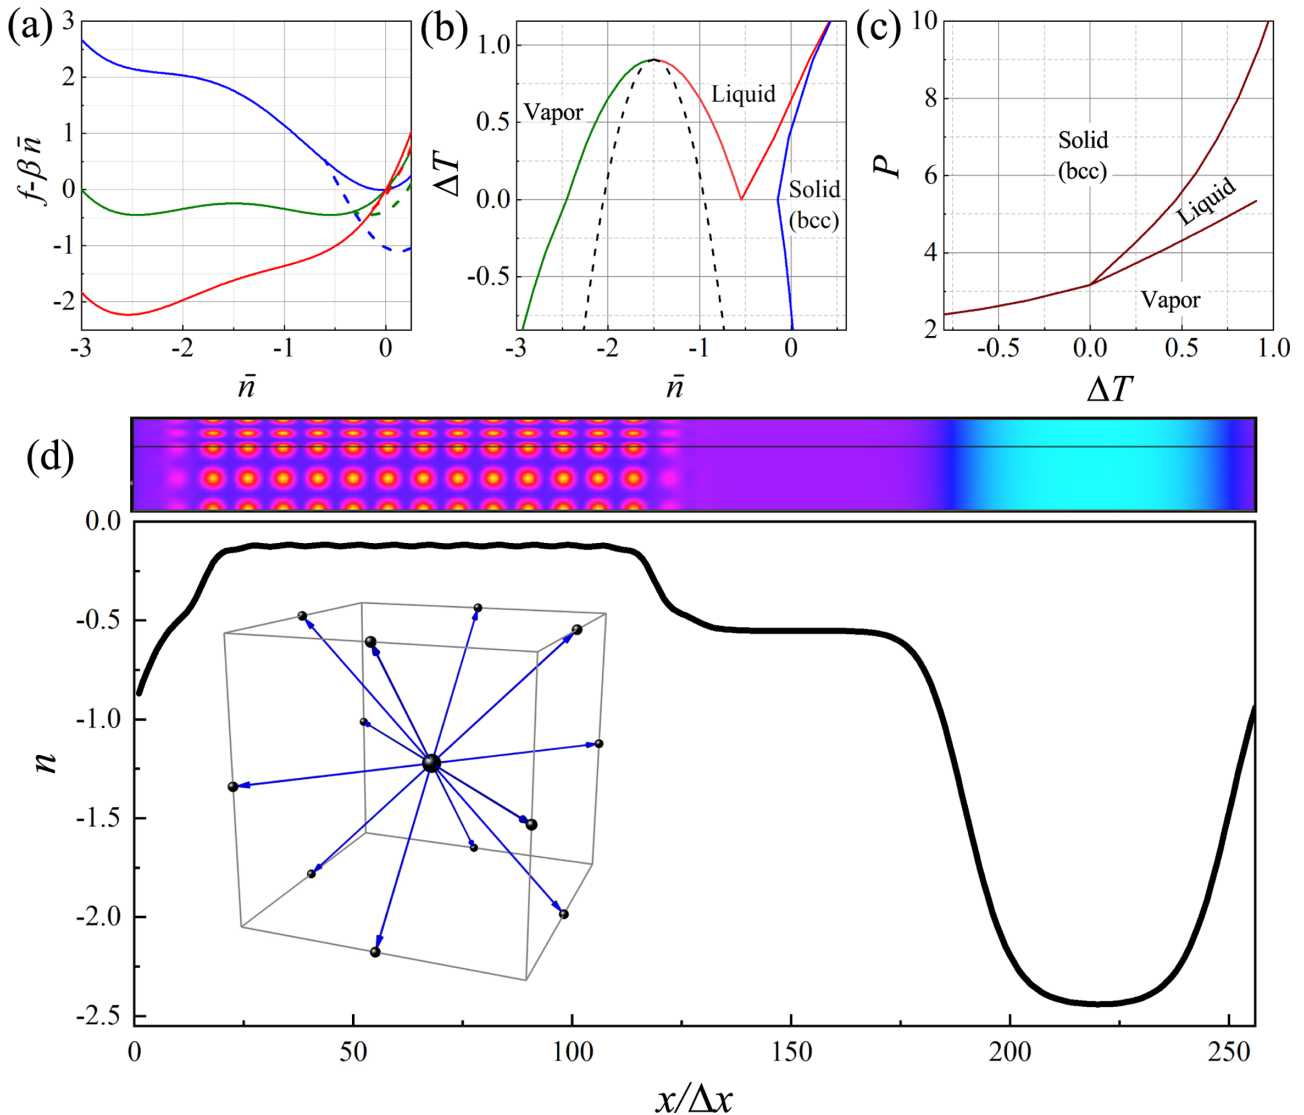 (a)
3
2
1
0
-1
-2
-3
-2
-1
0
f-β n̄
n̄
(b)
1.0
0.5
0.0
-0.5
-3
-2
-1
0
ΔT
n̄
Vapor
Liquid
Solid
(bcc)
(c)
10
8
6
4
2
-0.5
0.0
0.5
1.0
P
ΔT
Solid
(bcc)
Liquid
Vapor
(d)
0.0
-0.5
-1.0
-1.5
-2.0
-2.5
n
0
50
100
150
200
250
x/Δx